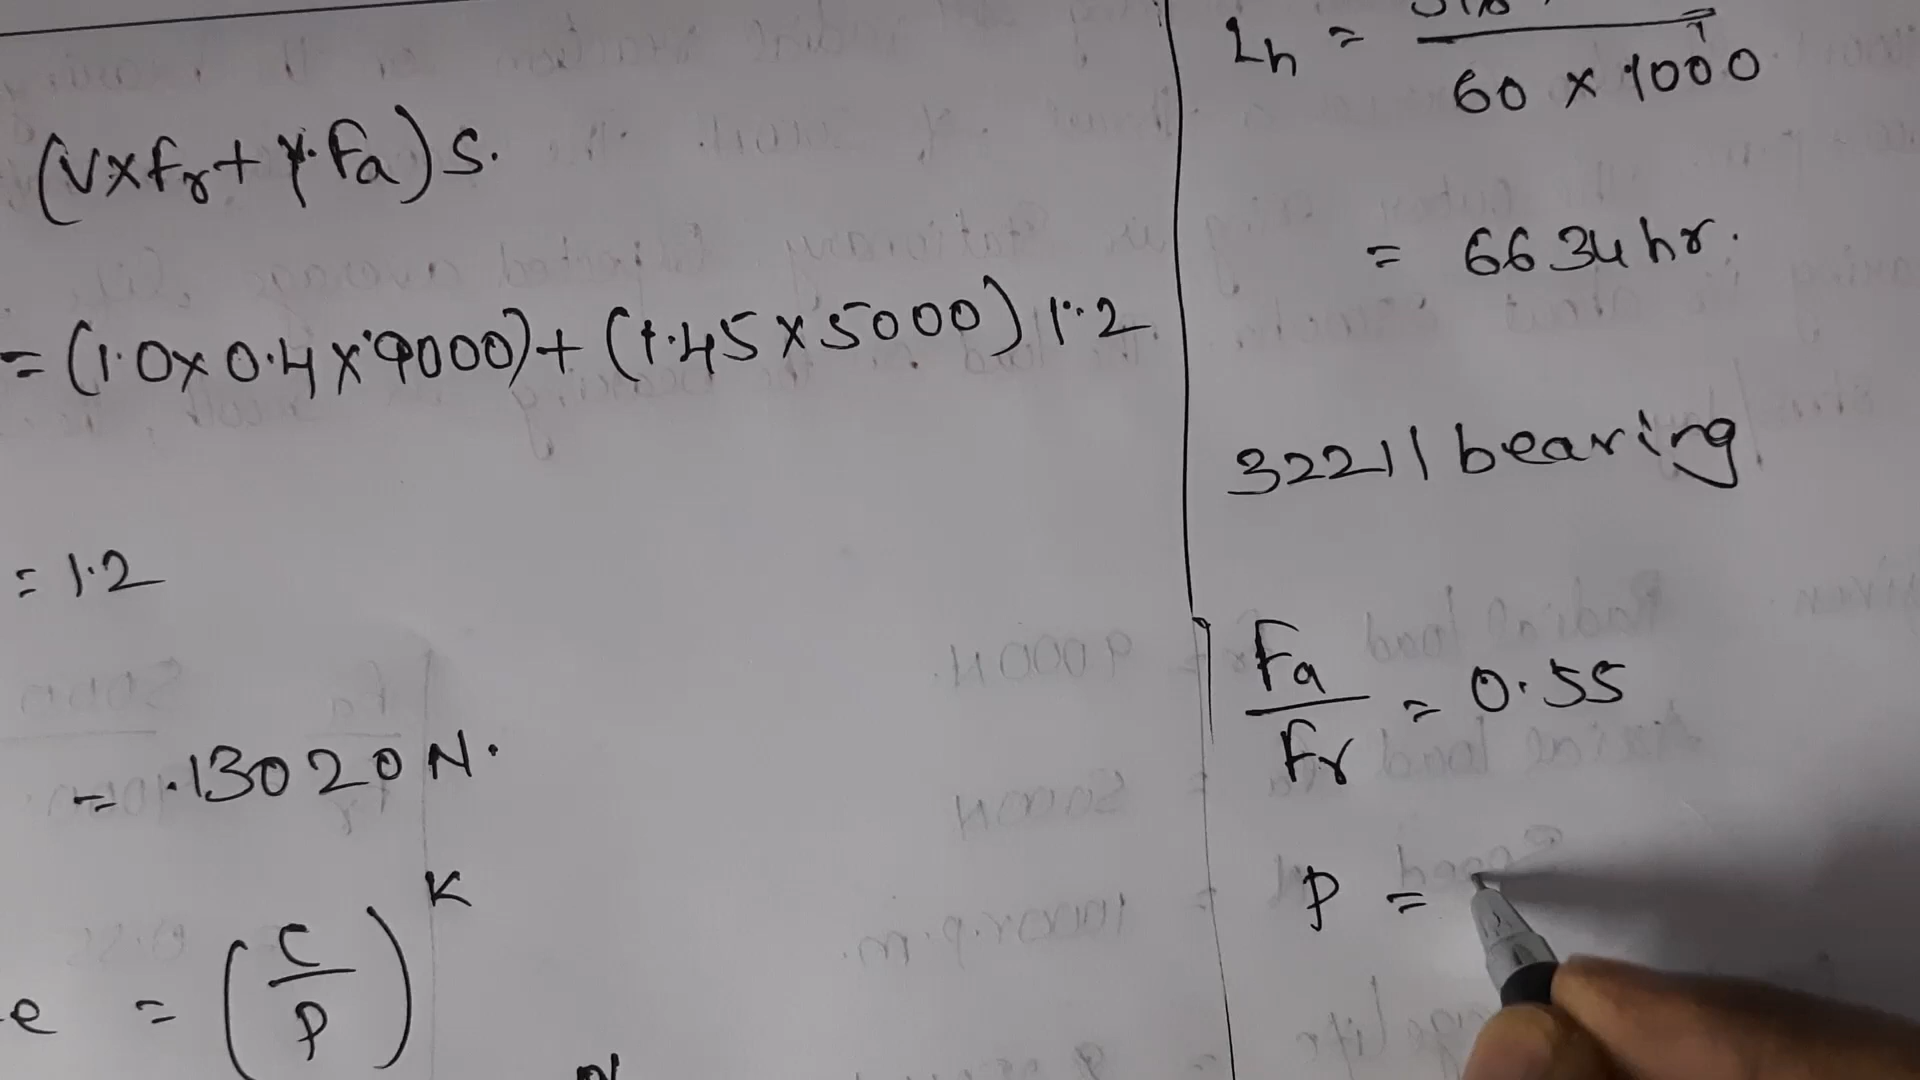 (V x Fr + Y. Fa) S.
= (1.0 x 0.4 x 9000) + (1.45 x 5000) 1.2
= 1.2
= 13020 N.
e = (C/P)^K
Lh = / 60 x 1000
= 6634 hr.
32211 bearing
Fa/Fr = 0.55
P =